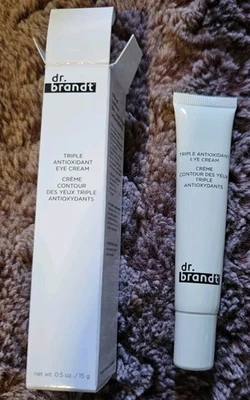 dr.
brandt
TRIPLE
ANTIOXIDANT
EYE CREAM
CRÈME
CONTOUR
DES YEUX TRIPLE
ANTIOXYDANTS
net wt. 0.5 oz. / 15 g
TRIPLE ANTIOXIDANT
EYE CREAM
CRÈME
CONTOUR DES YEUX
TRIPLE
ANTIOXYDANTS
dr.
brandt